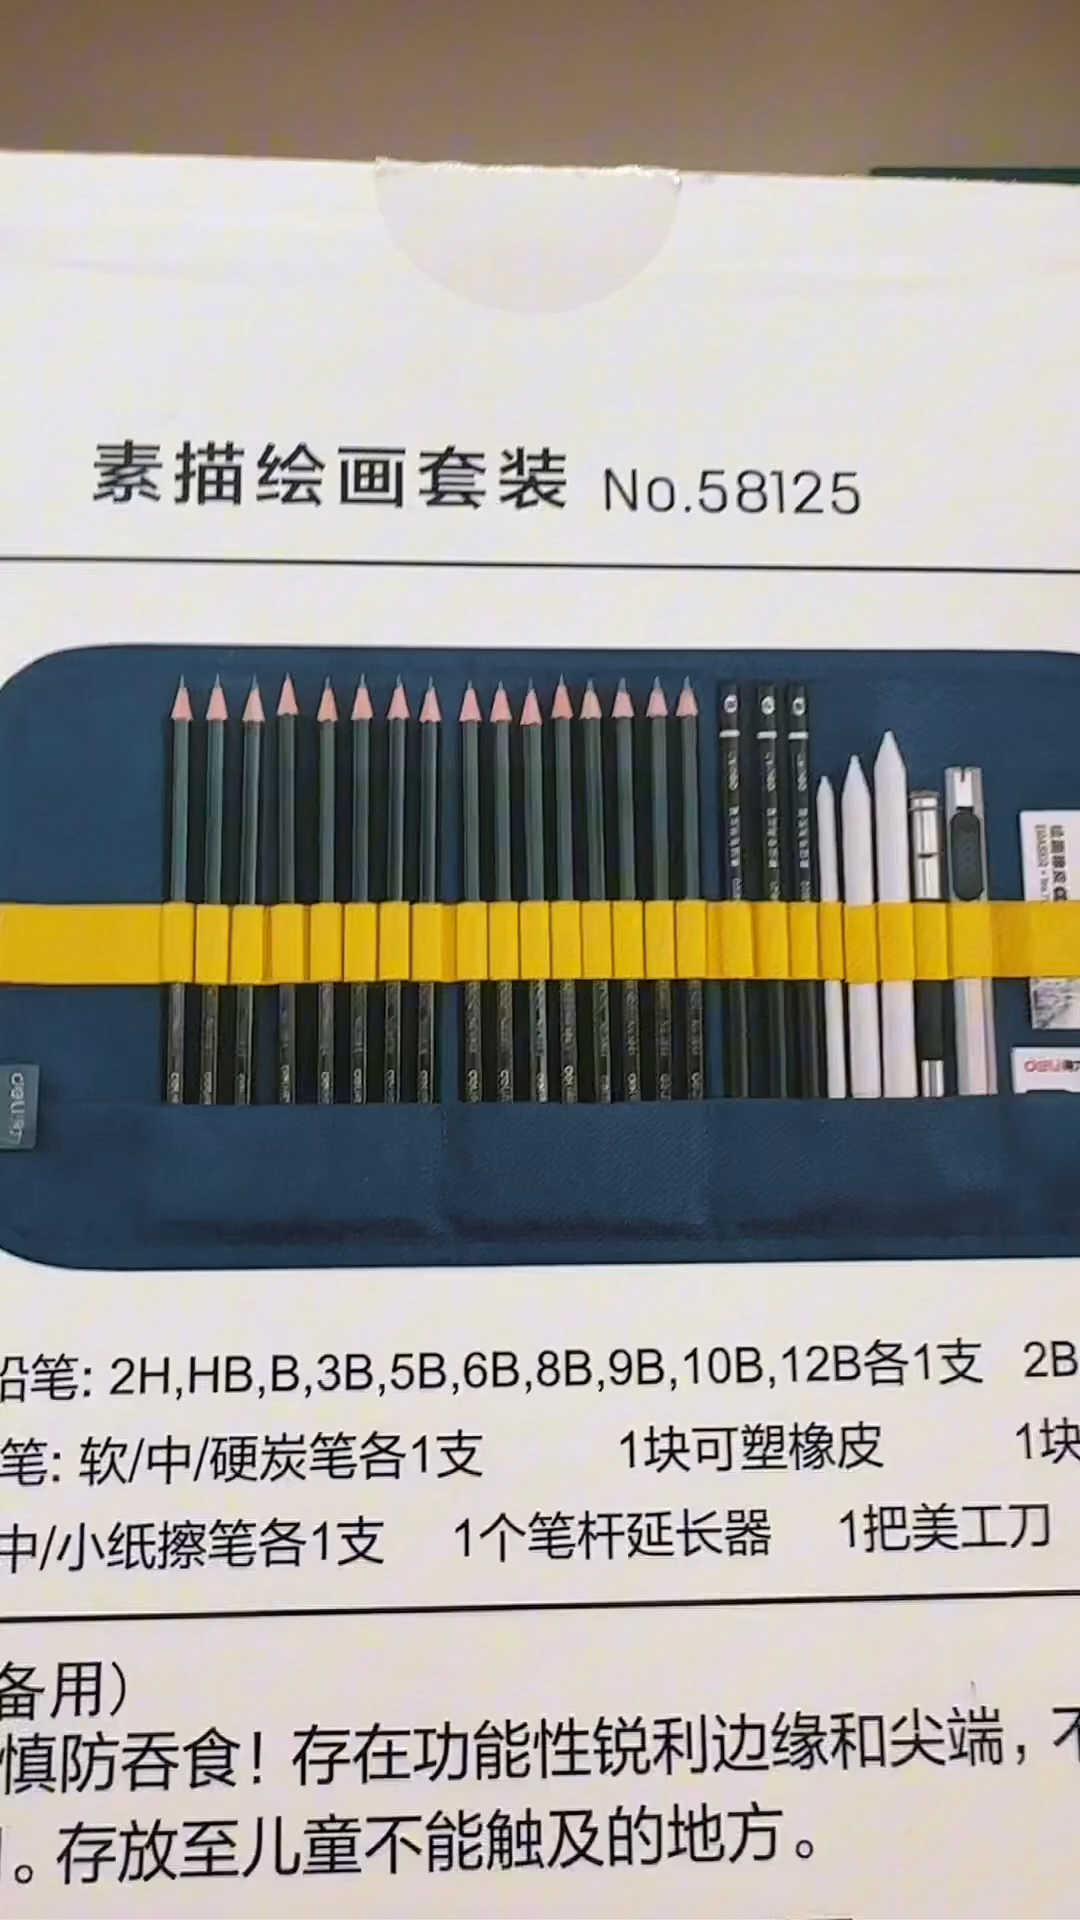 素描绘画套装 No.58125
deli
铅笔: 2H,HB,B,3B,5B,6B,8B,9B,10B,12B各1支 2B
笔: 软/中/硬炭笔各1支 1块可塑橡皮 1块
中/小纸擦笔各1支 1个笔杆延长器 1把美工刀
备用）
慎防吞食！存在功能性锐利边缘和尖端，不
。存放至儿童不能触及的地方。